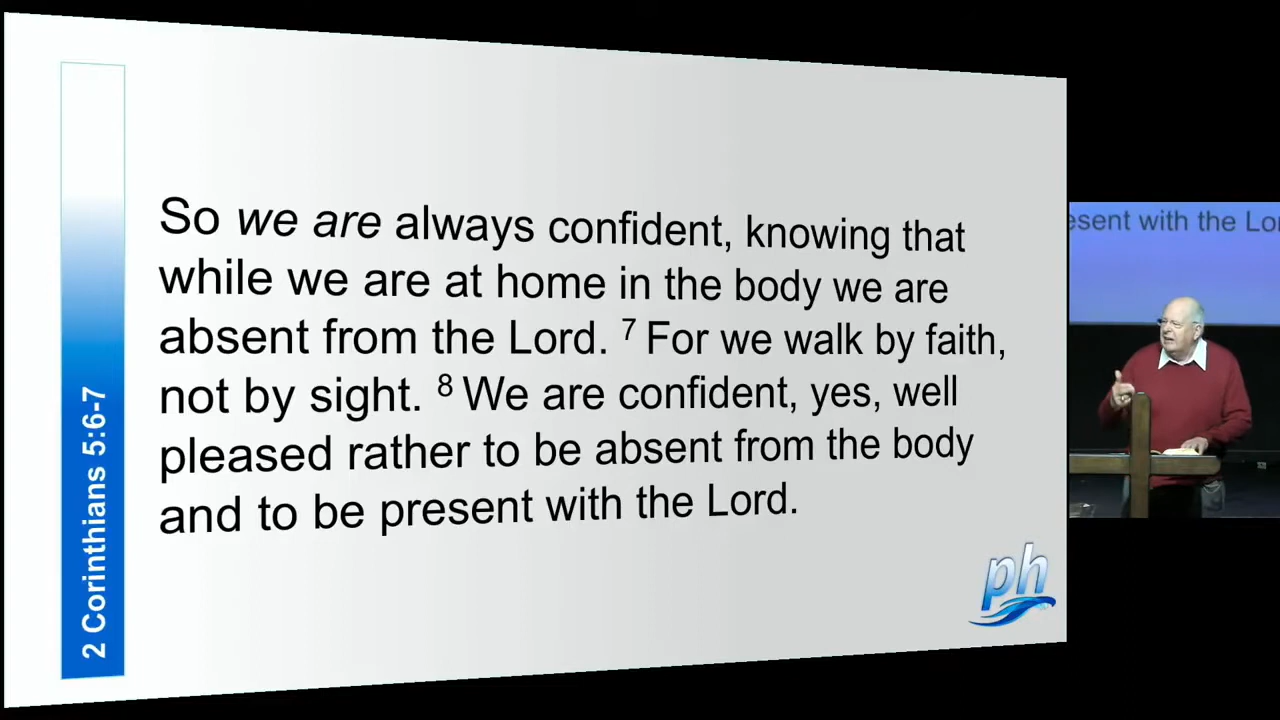 2 Corinthians 5:6-7
So we are always confident, knowing that
while we are at home in the body we are
absent from the Lord. 7 For we walk by faith,
not by sight. 8 We are confident, yes, well
pleased rather to be absent from the body
and to be present with the Lord.
ph
esent with the Lor